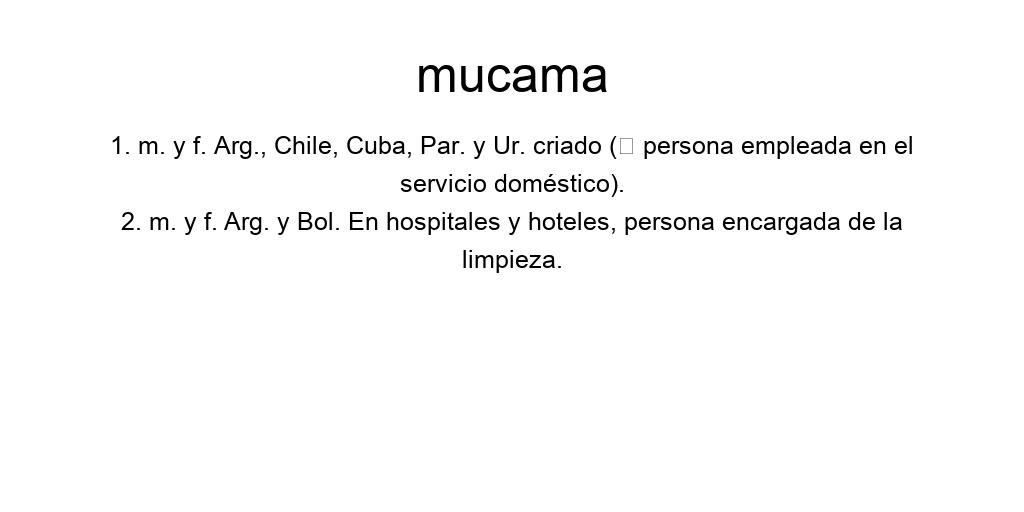 mucama
1. m. y f. Arg., Chile, Cuba, Par. y Ur. criado (▯ persona empleada en el
servicio doméstico).
2. m. y f. Arg. y Bol. En hospitales y hoteles, persona encargada de la
limpieza.